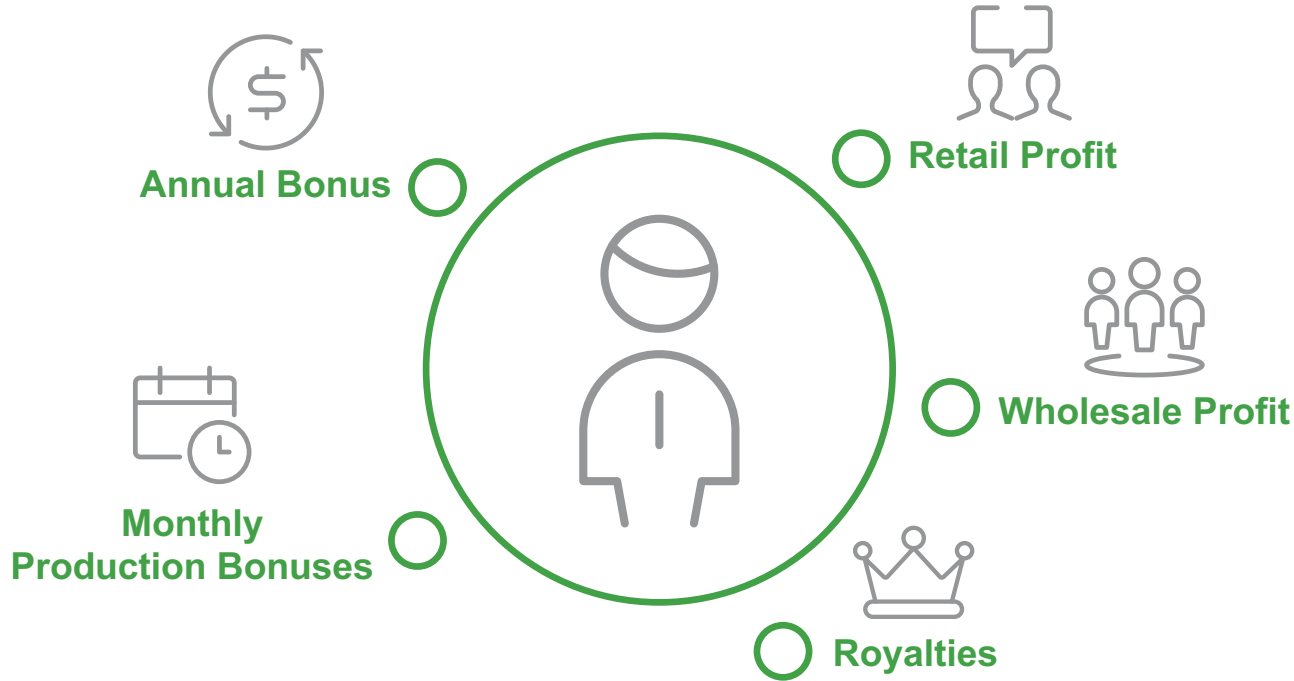 Annual Bonus
Retail Profit
Wholesale Profit
Monthly
Production Bonuses
Royalties